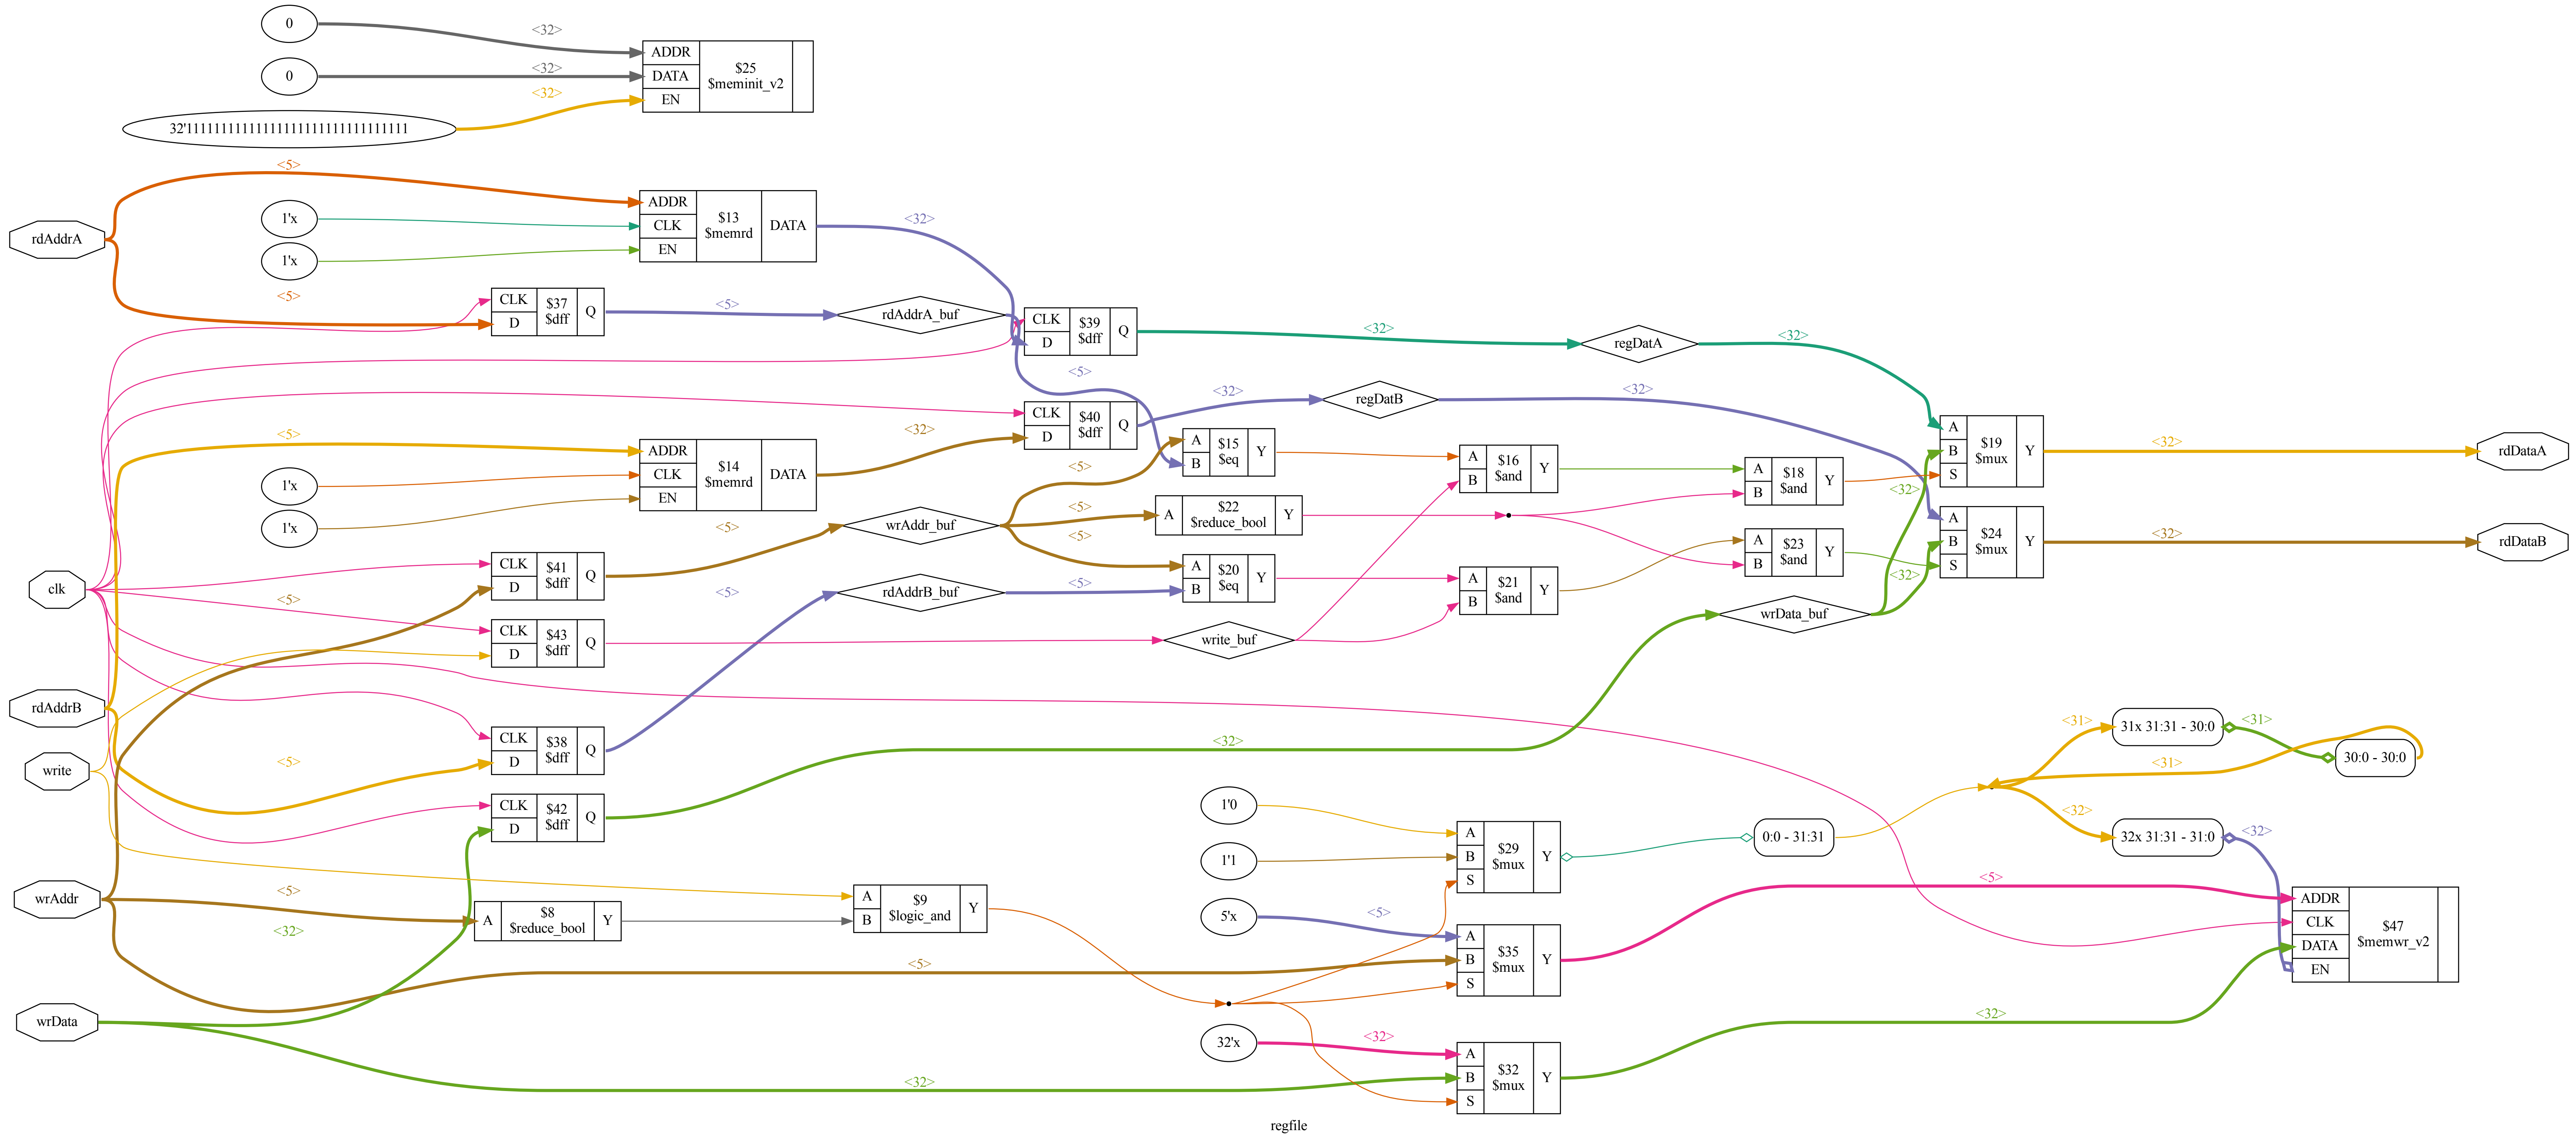 0
<32>
0
<32>
32'11111111111111111111111111111111
<32>
ADDR
DATA
EN
$25
$meminit_v2
rdAddrA
<5>
1'x
1'x
ADDR
CLK
EN
$13
$memrd
DATA
<32>
<5>
CLK
D
$37
$dff
Q
<5>
rdAddrA_buf
CLK
D
$39
$dff
Q
<32>
regDatA
<32>
<5>
CLK
D
$40
$dff
Q
<32>
regDatB
<32>
<5>
1'x
1'x
ADDR
CLK
EN
$14
$memrd
DATA
<32>
<5>
A
B
$15
$eq
Y
A
B
$16
$and
Y
A
B
$18
$and
Y
A
B
S
$19
$mux
Y
<32>
rdDataA
<5>
A
$22
$reduce_bool
Y
<32>
clk
CLK
D
$41
$dff
Q
<5>
wrAddr_buf
<5>
A
B
$20
$eq
Y
A
B
$21
$and
Y
A
B
$23
$and
Y
<32>
A
B
S
$24
$mux
Y
<32>
rdDataB
<5>
CLK
D
$43
$dff
Q
<5>
rdAddrB_buf
<5>
write_buf
wrData_buf
rdAddrB
write
<5>
CLK
D
$38
$dff
Q
<32>
CLK
D
$42
$dff
Q
1'0
1'1
A
B
S
$29
$mux
Y
0:0 - 31:31
<31>
31x 31:31 - 30:0
<31>
30:0 - 30:0
<31>
<32>
32x 31:31 - 31:0
<32>
wrAddr
<5>
<32>
A
$8
$reduce_bool
Y
A
B
$9
$logic_and
Y
5'x
<5>
<5>
A
B
S
$35
$mux
Y
<5>
ADDR
CLK
DATA
EN
$47
$memwr_v2
wrData
32'x
<32>
<32>
A
B
S
$32
$mux
Y
<32>
regfile